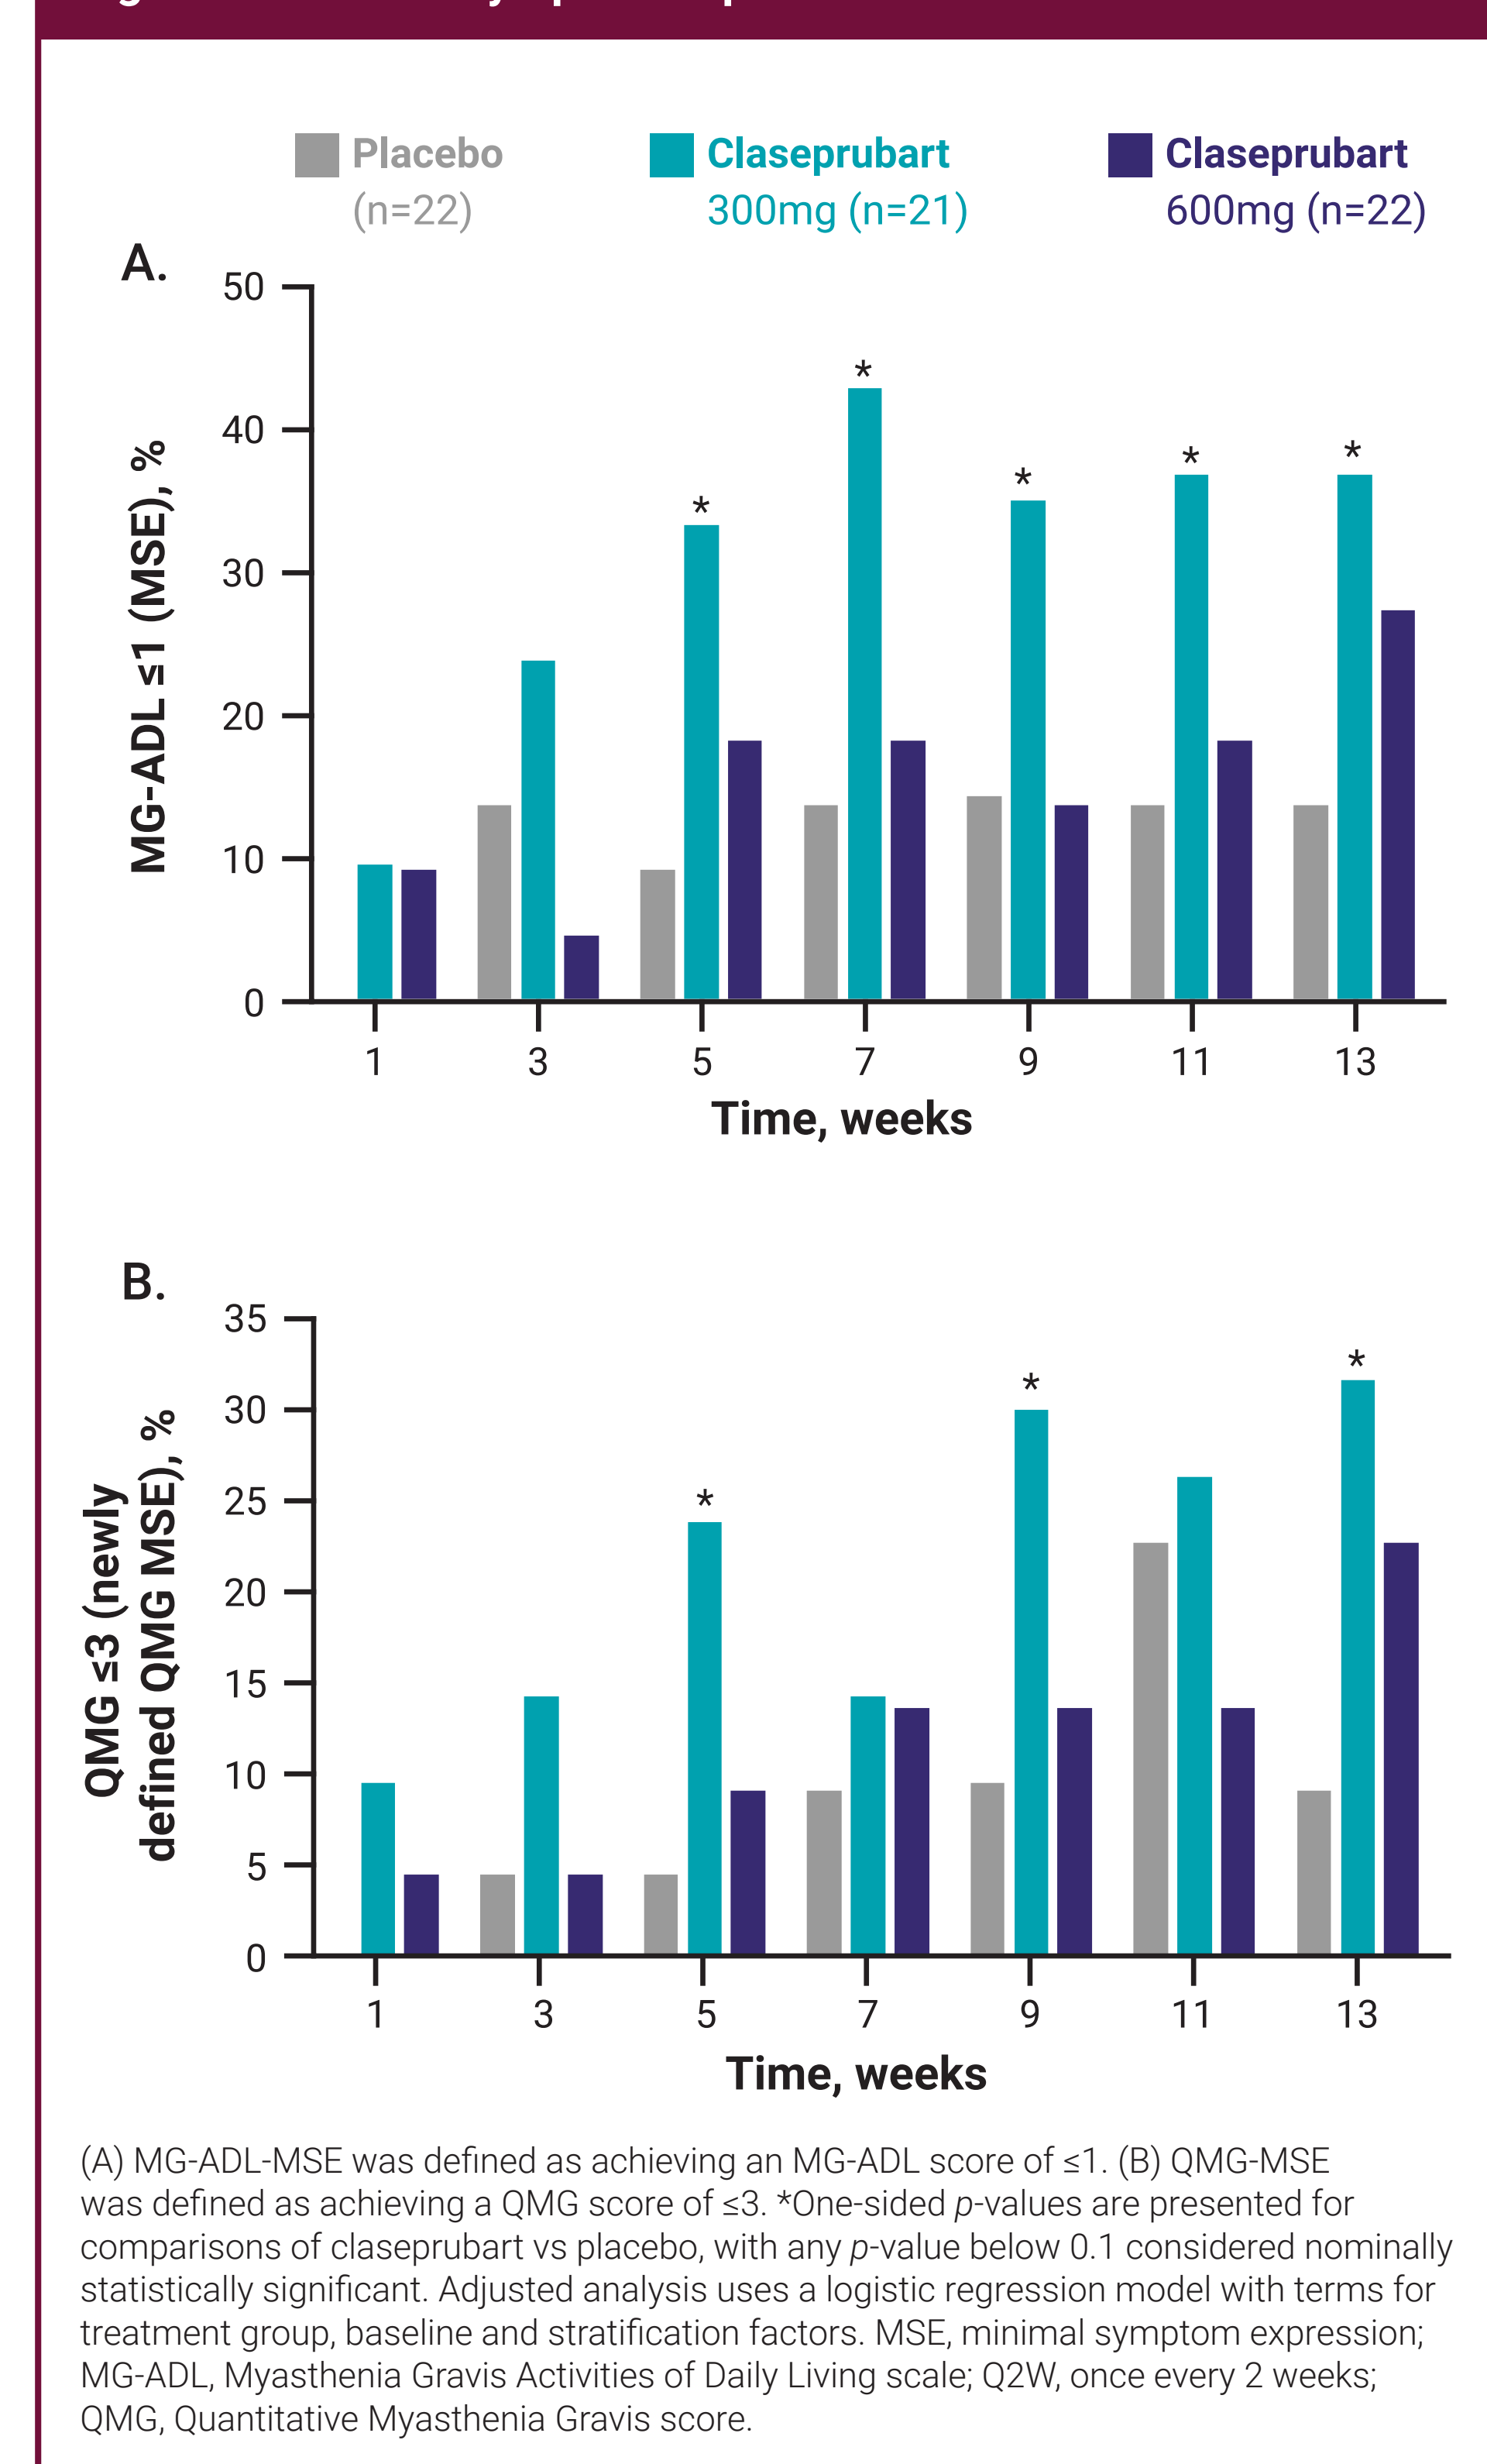 Placebo
(n=22)
Claseprubart
300mg (n=21)
Claseprubart
600mg (n=22)
A.
MG-ADL ≤1 (MSE), %
50
40
30
20
10
0
*
*
*
*
*
1 3 5 7 9 11 13
Time, weeks
B.
QMG ≤3 (newly
defined QMG MSE), %
35
30
25
20
15
10
5
0
*
*
*
1 3 5 7 9 11 13
Time, weeks
(A) MG-ADL-MSE was defined as achieving an MG-ADL score of ≤1. (B) QMG-MSE
was defined as achieving a QMG score of ≤3. *One-sided p-values are presented for
comparisons of claseprubart vs placebo, with any p-value below 0.1 considered nominally
statistically significant. Adjusted analysis uses a logistic regression model with terms for
treatment group, baseline and stratification factors. MSE, minimal symptom expression;
MG-ADL, Myasthenia Gravis Activities of Daily Living scale; Q2W, once every 2 weeks;
QMG, Quantitative Myasthenia Gravis score.